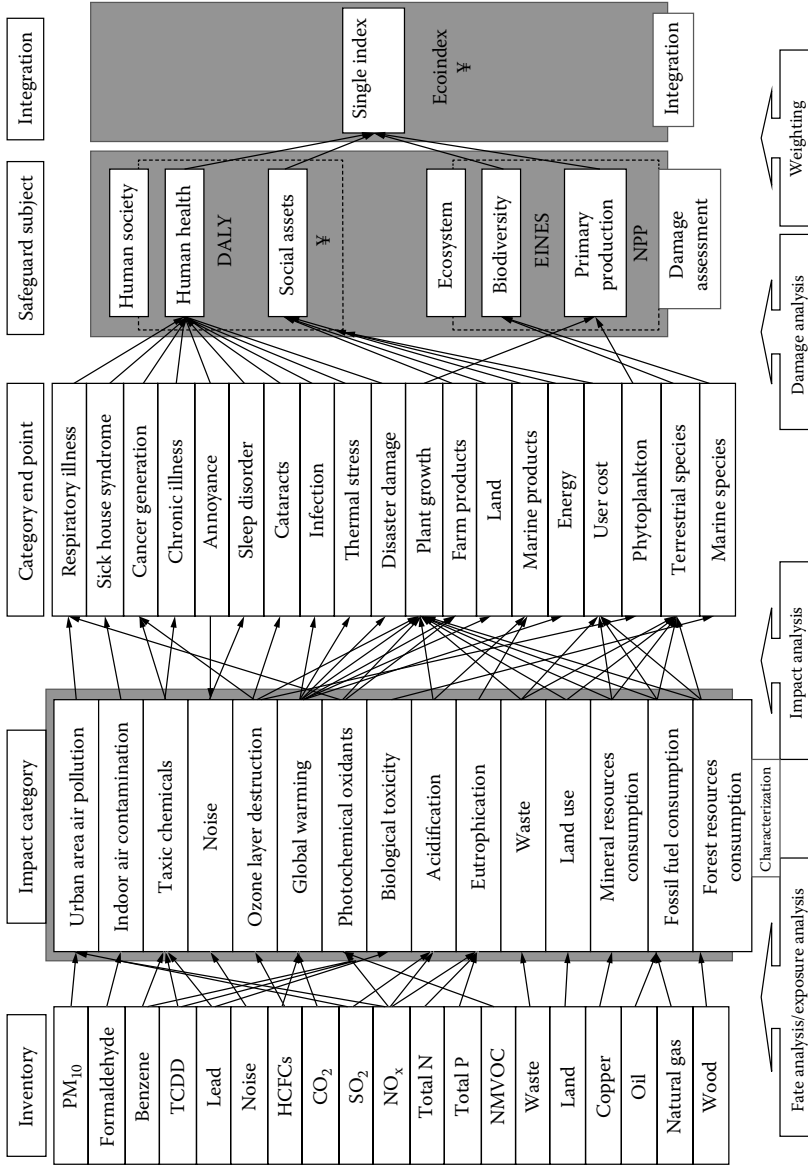 Inventory
PM10
Formaldehyde
Benzene
TCDD
Lead
Noise
HCFCs
CO2
SO2
NOx
Total N
Total P
NMVOC
Waste
Land
Copper
Oil
Natural gas
Wood
Fate analysis/exposure analysis
Impact category
Urban area air pollution
Indoor air contamination
Taxic chemicals
Noise
Ozone layer destruction
Global warming
Photochemical oxidants
Biological toxicity
Acidification
Eutrophication
Waste
Land use
Mineral resources
consumption
Fossil fuel consumption
Forest resources
consumption
Characterization
Impact analysis
Category end point
Respiratory illness
Sick house syndrome
Cancer generation
Chronic illness
Annoyance
Sleep disorder
Cataracts
Infection
Thermal stress
Disaster damage
Plant growth
Farm products
Land
Marine products
Energy
User cost
Phytoplankton
Terrestrial species
Marine species
Damage analysis
Safeguard subject
Human society
Human health
DALY
Social assets
¥
Ecosystem
Biodiversity
EINES
Primary
production
NPP
Damage
assessment
Weighting
Integration
Single index
Ecoindex
¥
Integration